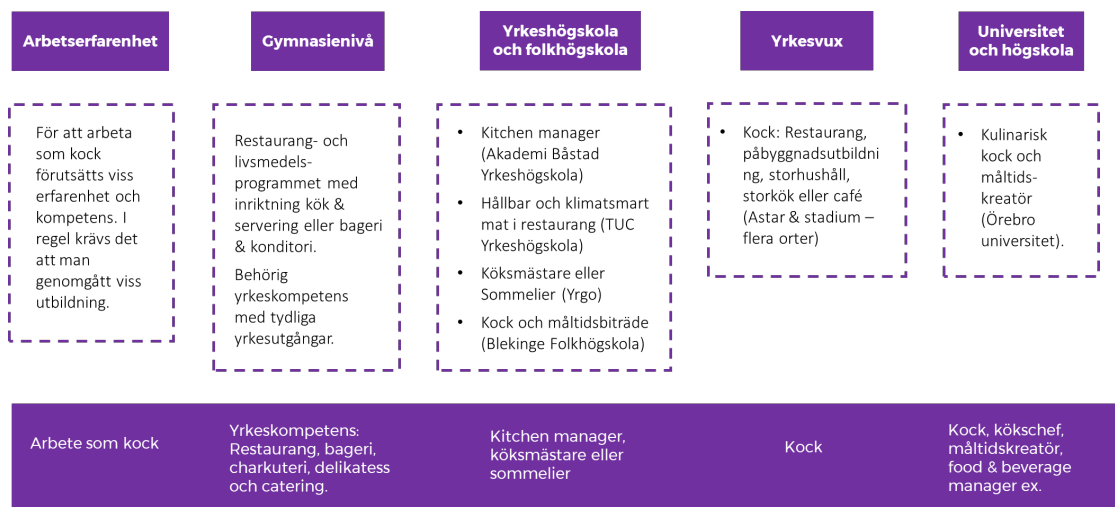 Arbetserfarenhet
Gymnasienivå
Yrkeshögskola
och folkhögskola
Yrkesvux
Universitet
och högskola
För att arbeta
som kock
förutsätts viss
erfarenhet och
kompetens. I
regel krävs det
att man
genomgått viss
utbildning.
Restaurang- och
livsmedels-
programmet med
inriktning kök &
servering eller bageri
& konditori.
Behörig
yrkeskompetens
med tydliga
yrkesutgångar.
• Kitchen manager
(Akademi Båstad
Yrkeshögskola)
• Hållbar och klimatsmart
mat i restaurang (TUC
Yrkeshögskola)
• Köksmästare eller
Sommelier (Yrgo)
• Kock och måltidsbiträde
(Blekinge Folkhögskola)
• Kock: Restaurang,
påbyggnadsutbildni
ng, storhushåll,
storkök eller café
(Astar & stadium –
flera orter)
• Kulinarisk
kock och
måltids-
kreatör
(Örebro
universitet).
Arbete som kock
Yrkeskompetens:
Restaurang, bageri,
charkuteri, delikatess
och catering.
Kitchen manager,
köksmästare eller
sommelier
Kock
Kock, kökschef,
måltidskreatör,
food & beverage
manager ex.